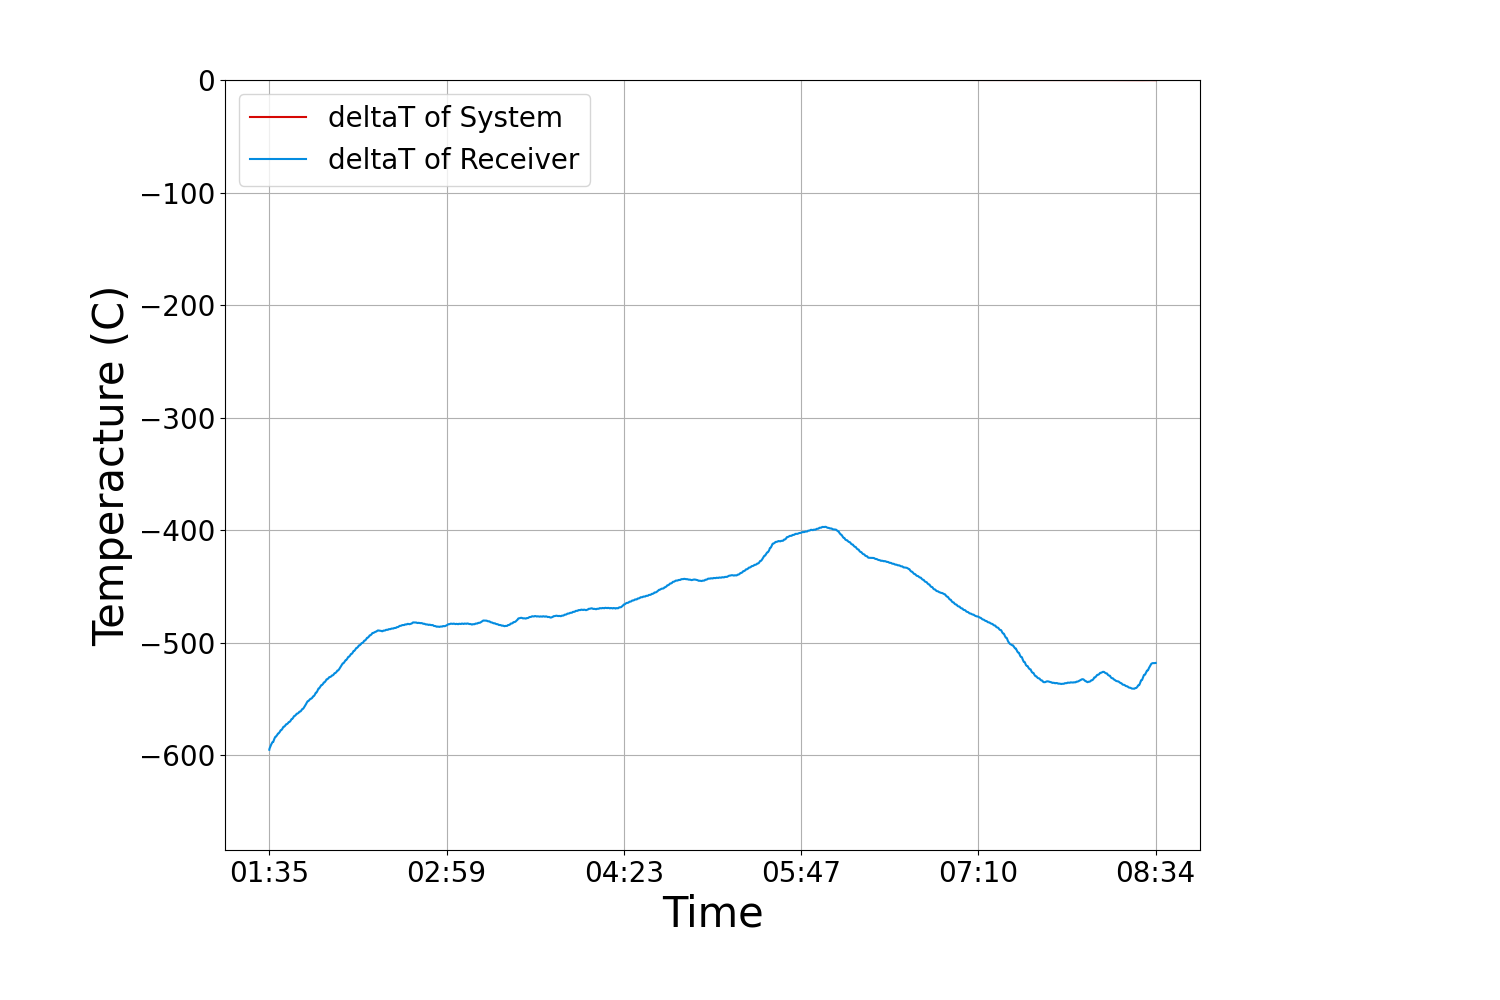 deltaT of System
deltaT of Receiver
0
−100
−200
−300
−400
−500
−600
Temperacture (C)
01:35 02:59 04:23 05:47 07:10 08:34
Time